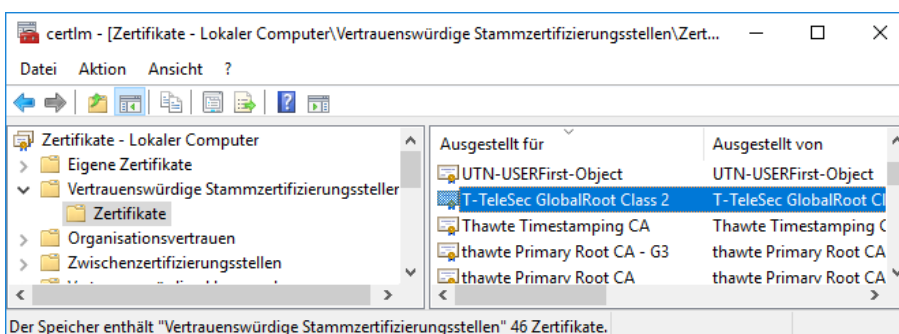 certlm - [Zertifikate - Lokaler Computer\Vertrauenswürdige Stammzertifizierungsstellen\Zert...
Datei Aktion Ansicht ?
Zertifikate - Lokaler Computer
Eigene Zertifikate
Vertrauenswürdige Stammzertifizierungssteller
Zertifikate
Organisationsvertrauen
Zwischenzertifizierungsstellen
Ausgestellt für Ausgestellt von
UTN-USERFirst-Object UTN-USERFirst-Object
T-TeleSec GlobalRoot Class 2 T-TeleSec GlobalRoot Cl
Thawte Timestamping CA Thawte Timestamping C
thawte Primary Root CA - G3 thawte Primary Root CA
thawte Primary Root CA thawte Primary Root CA
Der Speicher enthält "Vertrauenswürdige Stammzertifizierungsstellen" 46 Zertifikate.